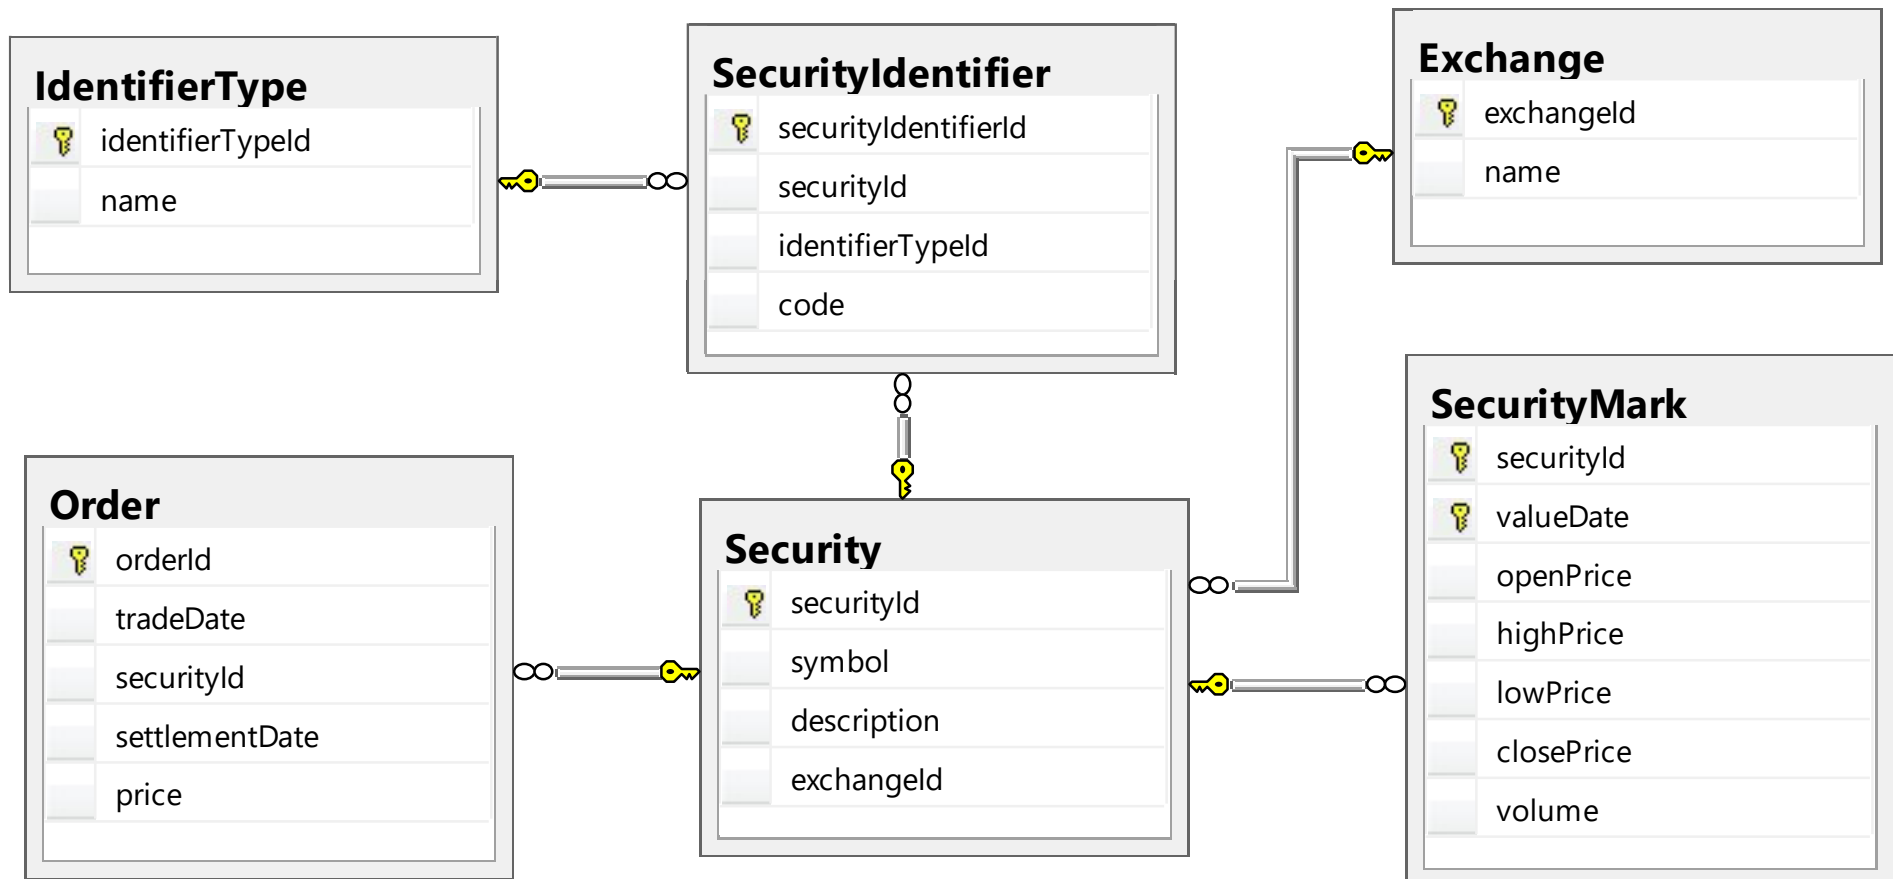 IdentifierType
identifierTypeId
name
SecurityIdentifier
securityIdentifierId
securityId
identifierTypeId
code
Exchange
exchangeId
name
Order
orderId
tradeDate
securityId
settlementDate
price
Security
securityId
symbol
description
exchangeId
SecurityMark
securityId
valueDate
openPrice
highPrice
lowPrice
closePrice
volume